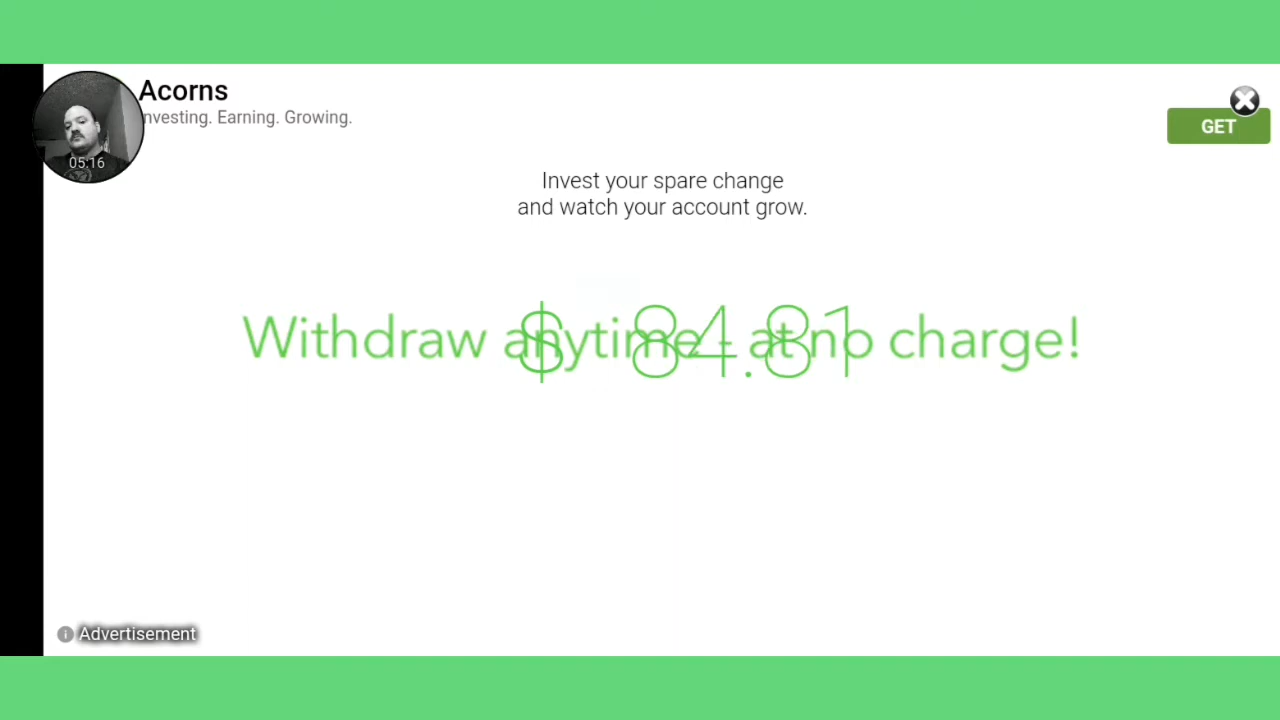 Acorns
Investing. Earning. Growing.
05:16
GET
Invest your spare change
and watch your account grow.
Withdraw anytime - at no charge!
$ 84.81
Advertisement